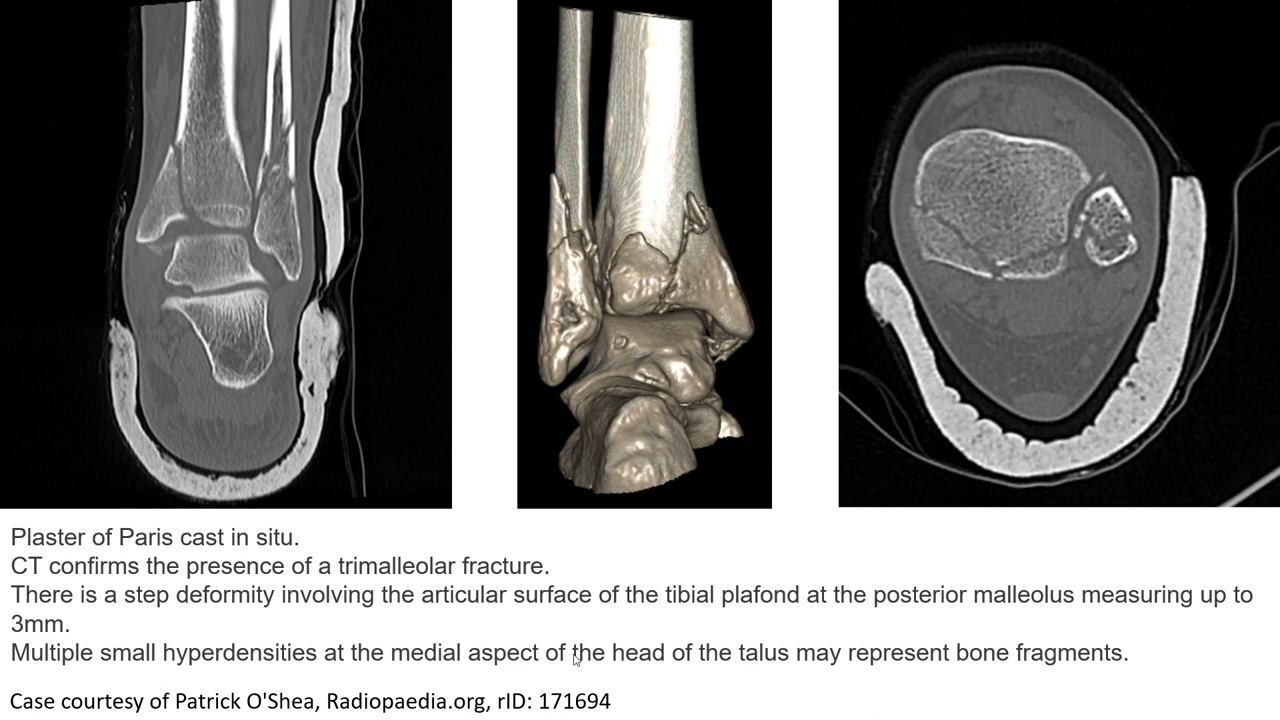 Plaster of Paris cast in situ.
CT confirms the presence of a trimalleolar fracture.
There is a step deformity involving the articular surface of the tibial plafond at the posterior malleolus measuring up to
3mm.
Multiple small hyperdensities at the medial aspect of the head of the talus may represent bone fragments.
Case courtesy of Patrick O'Shea, Radiopaedia.org, rID: 171694